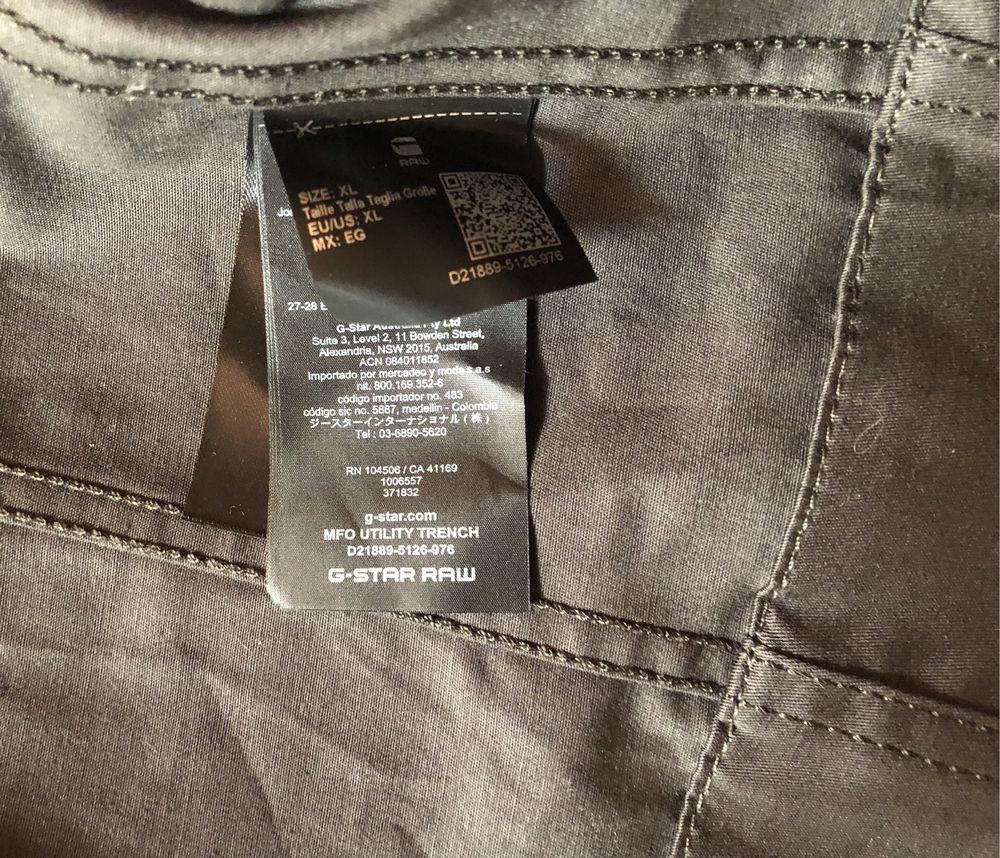 RAW
SIZE: XL
Taille Talla Taglia Größe
EU/US: XL
MX: EG
D21889-5126-976
27-28
G-Star Australia Pty Ltd
Suite 3, Level 2, 11 Bowden Street,
Alexandria, NSW 2015, Australia
ACN 084011852
Importado por mercadeo y moda s.a.s
nit. 800.169.352-6
código importador no. 483
código sic no. 5887, medellin - Colombia
ジースターインターナショナル ( 株 )
Tel : 03-6890-5620
RN 104506 / CA 41169
1006557
371832
g-star.com
MFO UTILITY TRENCH
D21889-5126-976
G-STAR RAW